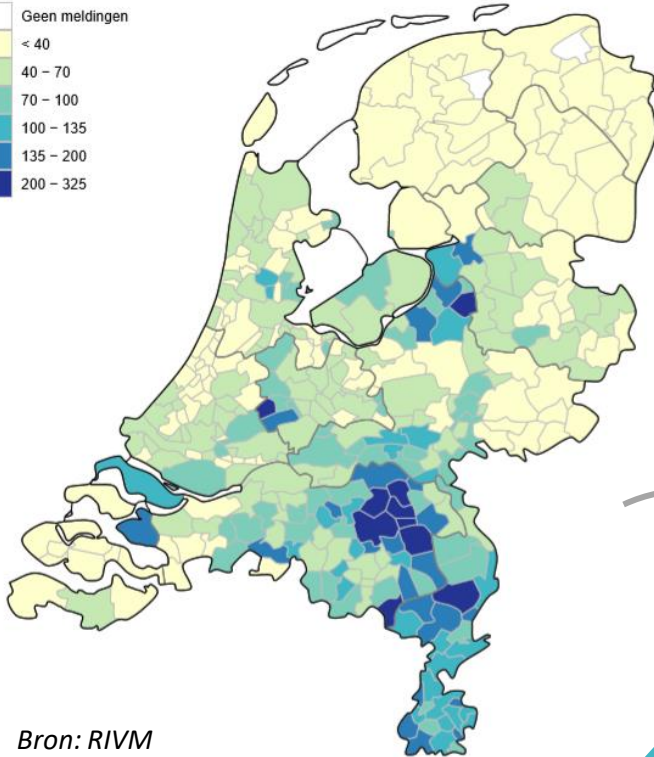 Geen meldingen
< 40
40 – 70
70 – 100
100 – 135
135 – 200
200 – 325
Bron: RIVM